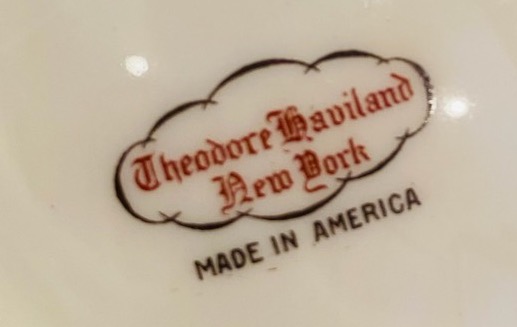 Theodore Haviland
New York
MADE IN AMERICA